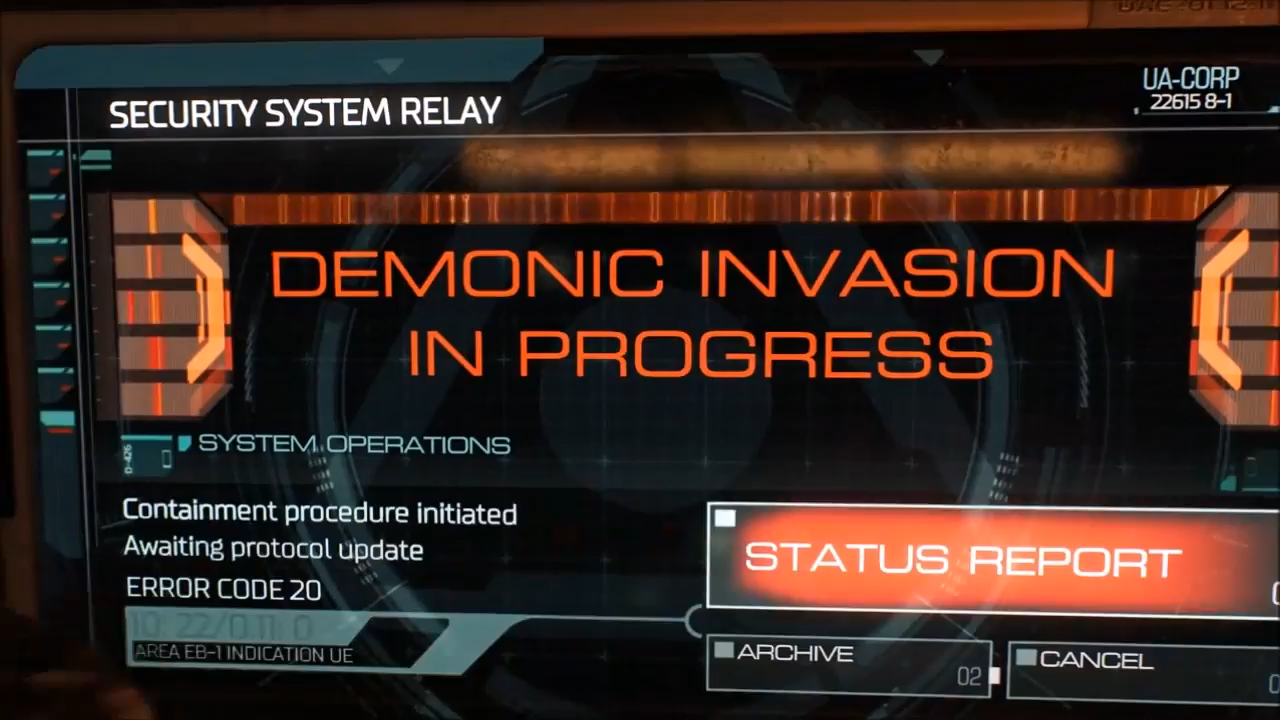 SECURITY SYSTEM RELAY
UA-CORP
22615 8-1
DEMONIC INVASION
IN PROGRESS
D-426
SYSTEM OPERATIONS
Containment procedure initiated
Awaiting protocol update
ERROR CODE 20
AREA EB-1 INDICATION UE
STATUS REPORT
ARCHIVE
02
CANCEL